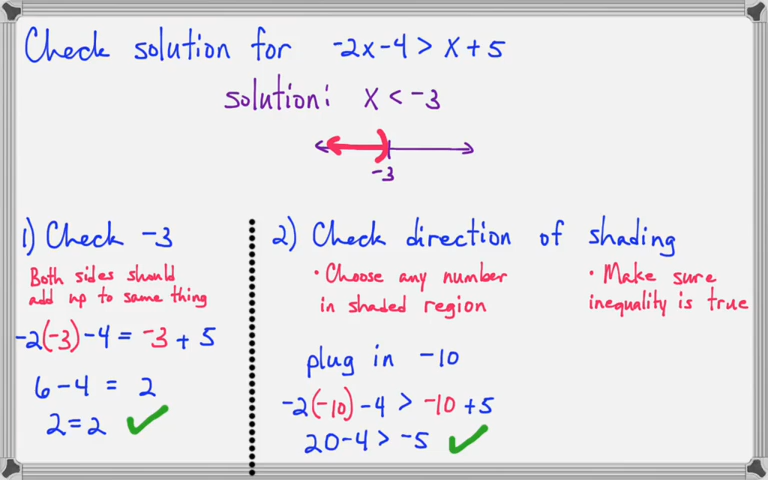 Check solution for -2x-4 > x+5
solution: x < -3
-3
1) Check -3
Both sides should
add up to same thing
-2(-3)-4 = -3 + 5
6-4 = 2
2=2 ✓
2) Check direction of shading
• Choose any number
in shaded region
• Make sure
inequality is true
plug in -10
-2(-10)-4 > -10 +5
20-4 > -5 ✓